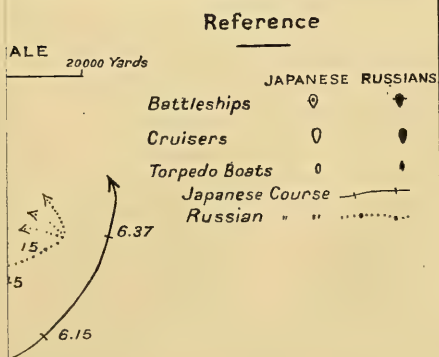 Reference
ALE
20000 Yards
JAPANESE RUSSIANS
Battleships
Cruisers
Torpedo Boats
Japanese Course
Russian " "
6.37
15
5
6.15